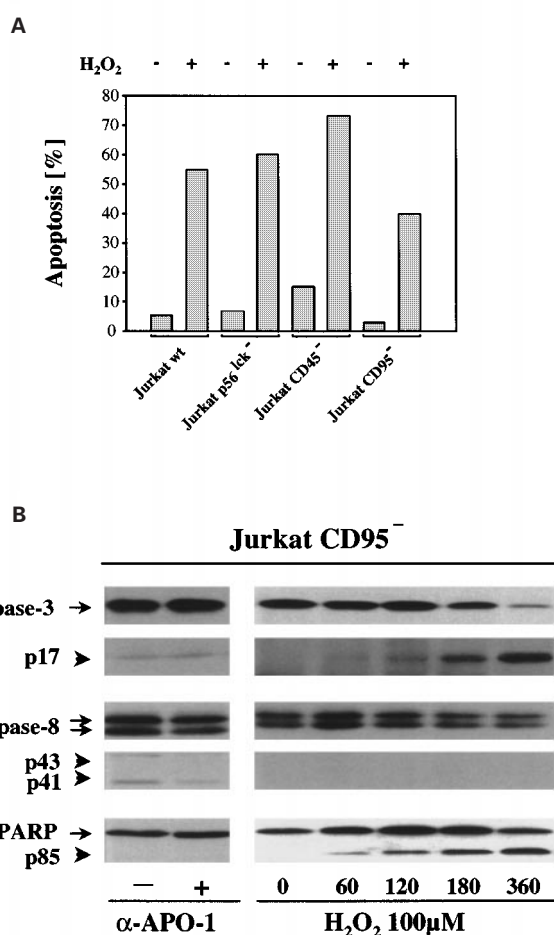 A
H₂O₂ - + - + - + - +
Apoptosis [%]
80
70
60
50
40
30
20
10
0
Jurkat wt
Jurkat p56 lck⁻
Jurkat CD45⁻
Jurkat CD95⁻
B
Jurkat CD95⁻
pase-3 →
p17 ➤
pase-8 →
p43 ➤
p41 ➤
PARP →
p85 ➤
— + 0 60 120 180 360
α-APO-1 H₂O₂ 100μM